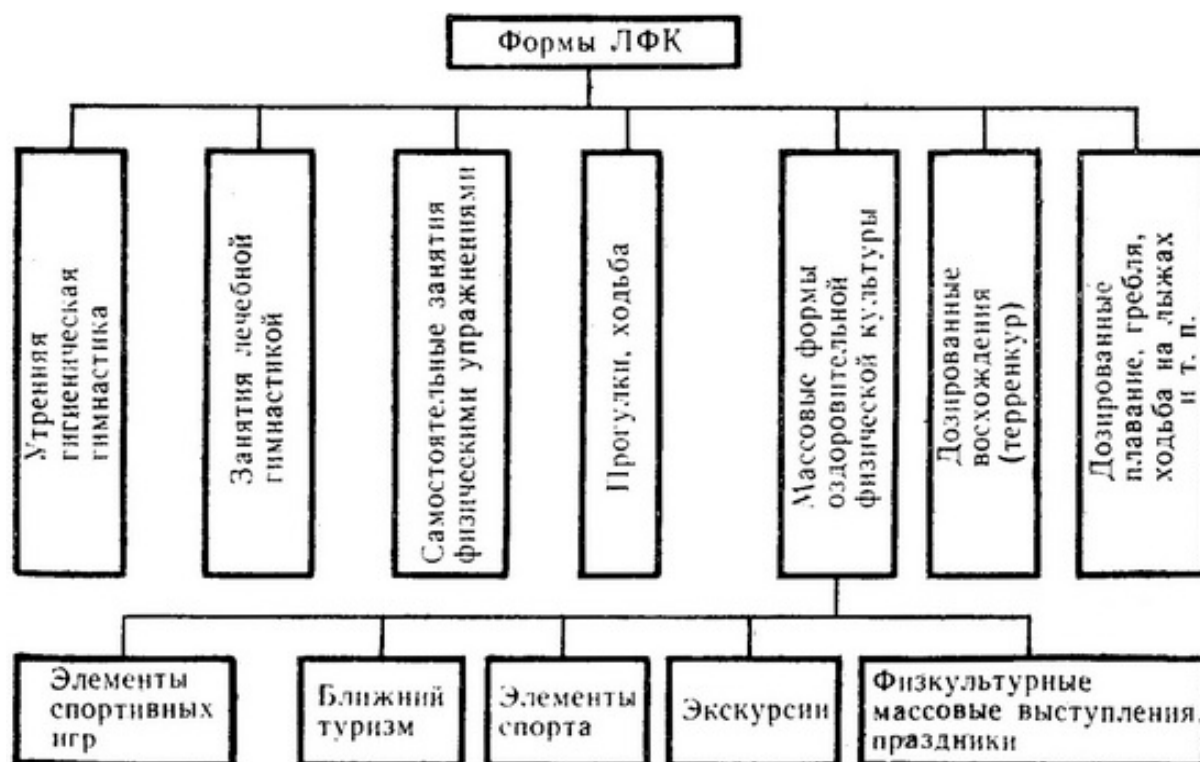 Формы ЛФК
Утренняя
гигиеническая
гимнастика
Занятия лечебной
гимнастикой
Самостоятельные занятия
физическими упражнениями
Прогулки, ходьба
Массовые формы
оздоровительной
физической культуры
Дозированные
восхождения
(терренкур)
Дозированные
плавание, гребля,
ходьба на лыжах
и т. п.
Элементы
спортивных
игр
Ближний
туризм
Элементы
спорта
Экскурсии
Физкультурные
массовые выступления,
праздники